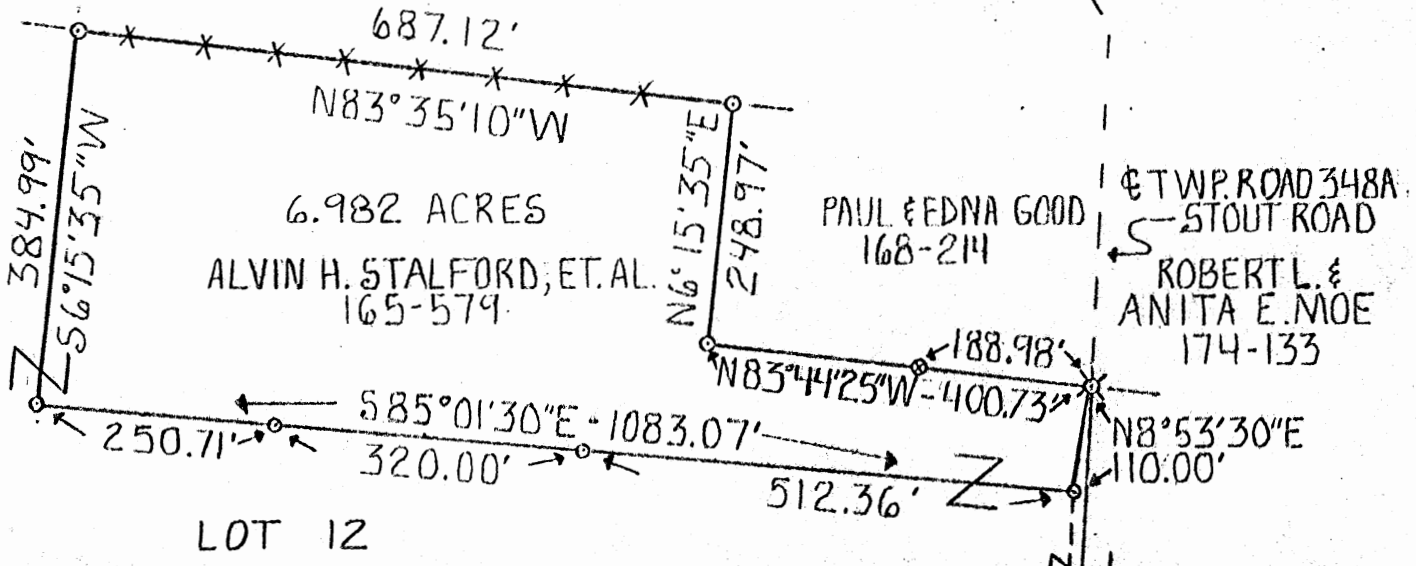 687.12'
N83°35'10"W
384.99'
S6°15'35"W
6.982 ACRES
ALVIN H. STALFORD, ET. AL.
165-579
N6°15'35"E
248.97'
PAUL & EDNA GOOD
168-214
℄ TWP. ROAD 348A
STOUT ROAD
ROBERT L. &
ANITA E. MOE
174-133
188.98'
N83°44'25"W-400.73'
S85°01'30"E - 1083.07'
N8°53'30"E
110.00'
250.71'
320.00'
512.36'
LOT 12